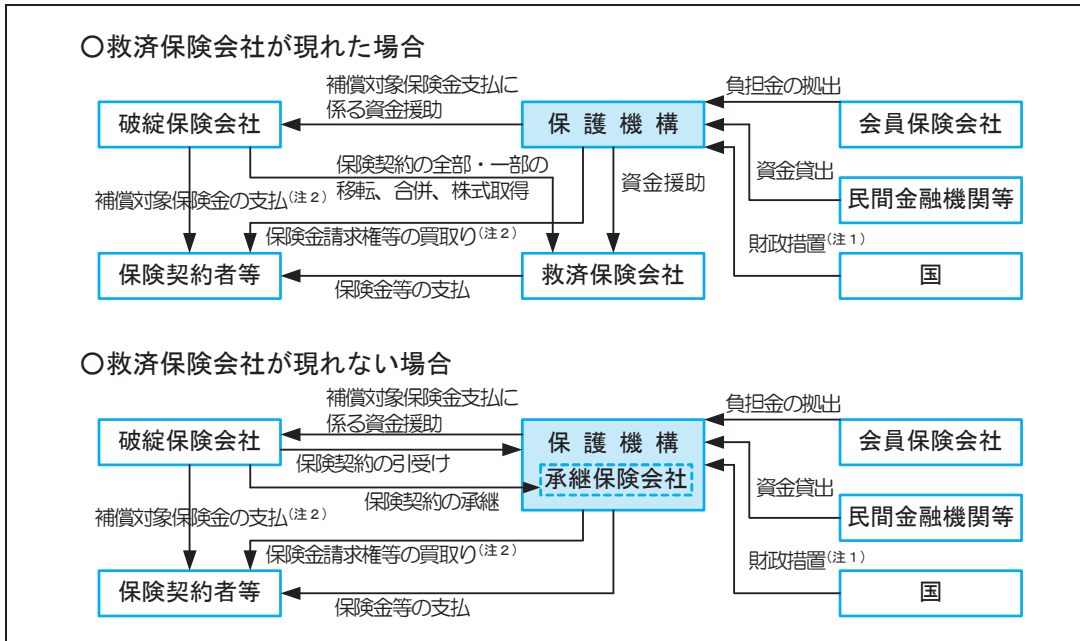 ○救済保険会社が現れた場合
補償対象保険金支払に
係る資金援助
負担金の拠出
破綻保険会社
保護機構
会員保険会社
保険契約の全部・一部の
移転、合併、株式取得
資金援助
資金貸出
補償対象保険金の支払(注2)
民間金融機関等
保険金請求権等の買取り(注2)
財政措置(注1)
保険契約者等
救済保険会社
国
保険金等の支払
○救済保険会社が現れない場合
補償対象保険金支払に
係る資金援助
負担金の拠出
破綻保険会社
保護機構
会員保険会社
保険契約の引受け
承継保険会社
資金貸出
保険契約の承継
補償対象保険金の支払(注2)
民間金融機関等
保険金請求権等の買取り(注2)
財政措置(注1)
保険契約者等
国
保険金等の支払